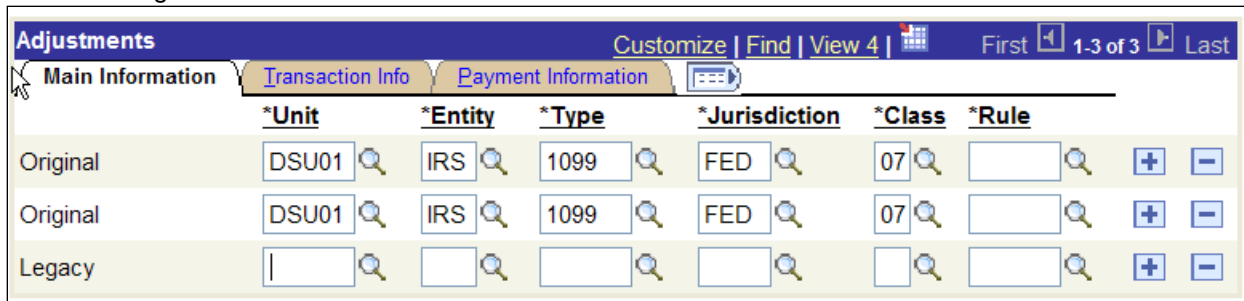 Adjustments Customize | Find | View 4 | First 1-3 of 3 Last
Main Information Transaction Info Payment Information
*Unit *Entity *Type *Jurisdiction *Class *Rule
Original DSU01 IRS 1099 FED 07
Original DSU01 IRS 1099 FED 07
Legacy